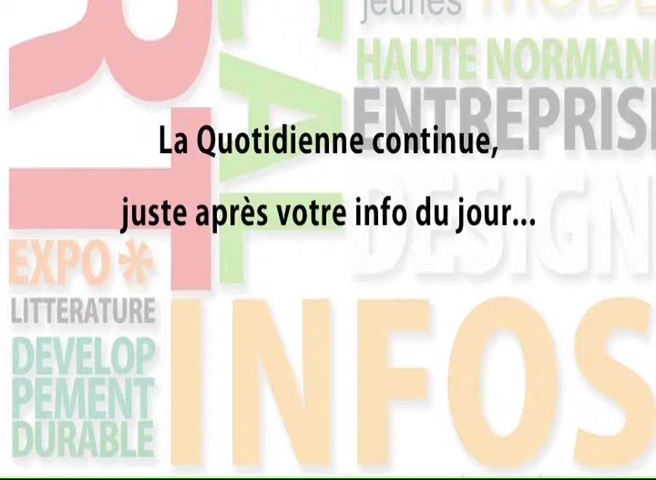 jeunes MODE
HAUTE NORMAN
ENTREPRIS
La Quotidienne continue,
juste après votre info du jour...
DESIGN
EXPO *
LITTERATURE
DEVELOP
PEMENT
DURABLE
INFOS